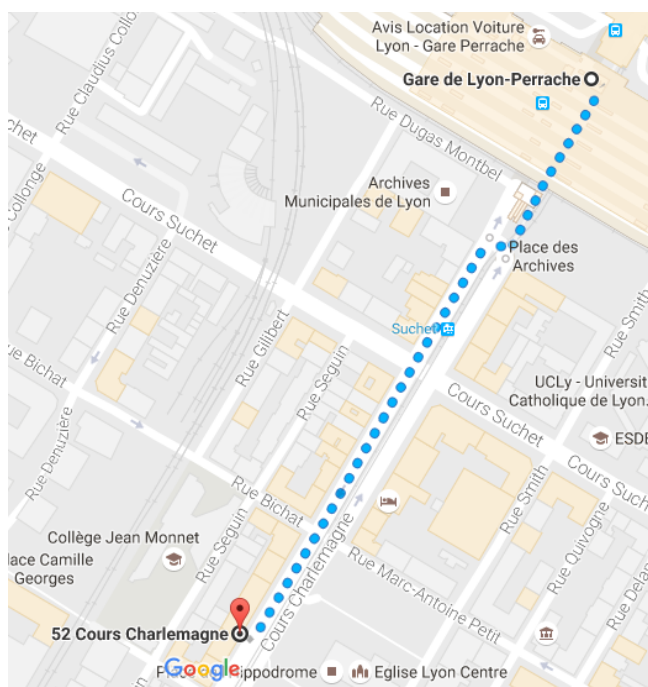 Avis Location Voiture
Lyon - Gare Perrache
Gare de Lyon-Perrache
Rue Claudius Collon
Rue Dugas Montbel
chet
Cours Suchet
Archives
Municipales de Lyon
Collonge
Rue Denuzière
Place des
Archives
Rue Gilibert
Suchet
Rue Smith
ue Bichat
Rue Seguin
UCLy - Universit
Catholique de Lyon.
Cours Suchet
ESDE
Rue Denuzière
Cours Suc
Rue Bichat
Rue Smith
Rue Quivogne
Collège Jean Monnet
Rue Seguin
Cours Charlemagne
Rue Marc-Antoine Petit
Rue Delan
lace Camille
Georges
52 Cours Charlemagne
Google
ippodrome
Eglise Lyon Centre